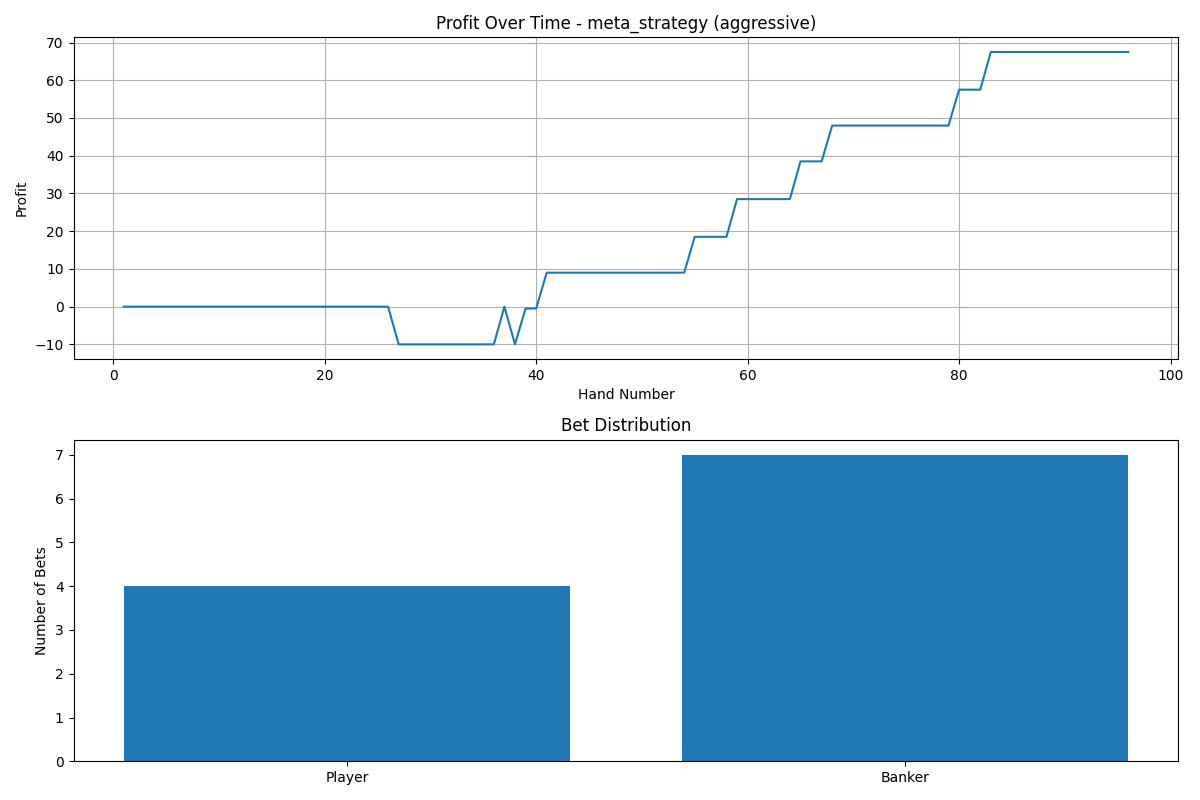 Profit Over Time - meta_strategy (aggressive)
70
60
50
40
30
20
10
0
−10
Profit
0 20 40 60 80 100
Hand Number
Bet Distribution
7
6
5
4
3
2
1
0
Number of Bets
Player Banker